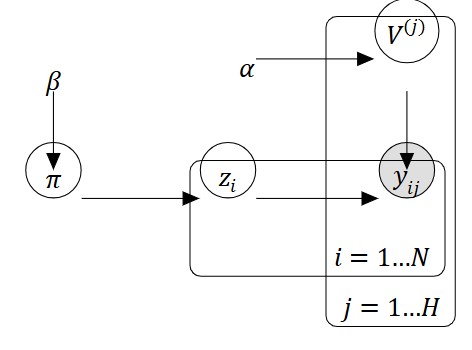 V^(j)
α
β
π
z_i
y_ij
i = 1…N
j = 1…H